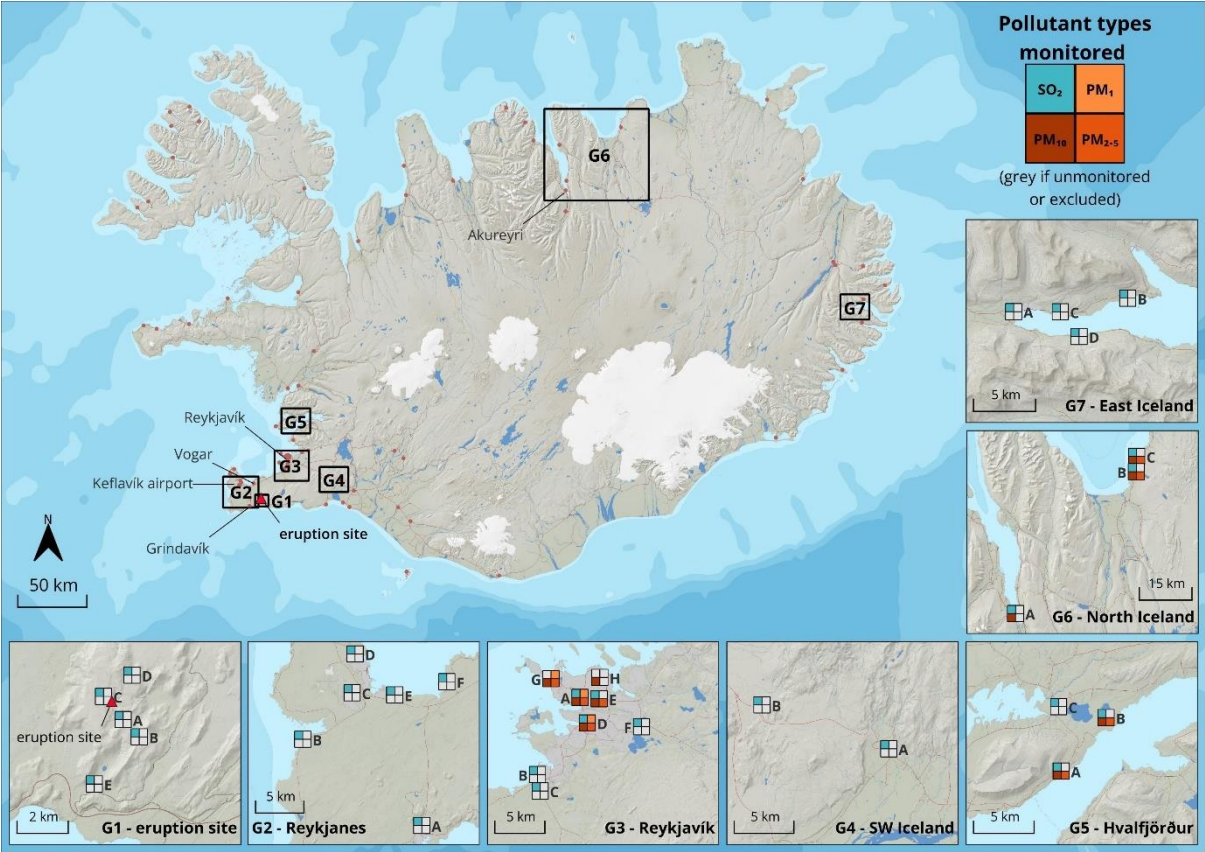 Pollutant types
monitored
SO₂
PM₁
PM₁₀
PM₂.₅
(grey if unmonitored
or excluded)
G6
Akureyri
G7
Reykjavík
G5
Vogar
G3
Keflavík airport
G4
G2
G1
eruption site
Grindavík
N
50 km
A
C
B
D
5 km
G7 - East Iceland
C
B
A
15 km
G6 - North Iceland
D
C
A
B
eruption site
E
2 km
G1 - eruption site
D
C
E
F
B
5 km
A
G2 - Reykjanes
G
H
A
E
D
F
B
C
5 km
G3 - Reykjavík
B
A
5 km
G4 - SW Iceland
C
B
A
5 km
G5 - Hvalfjörður